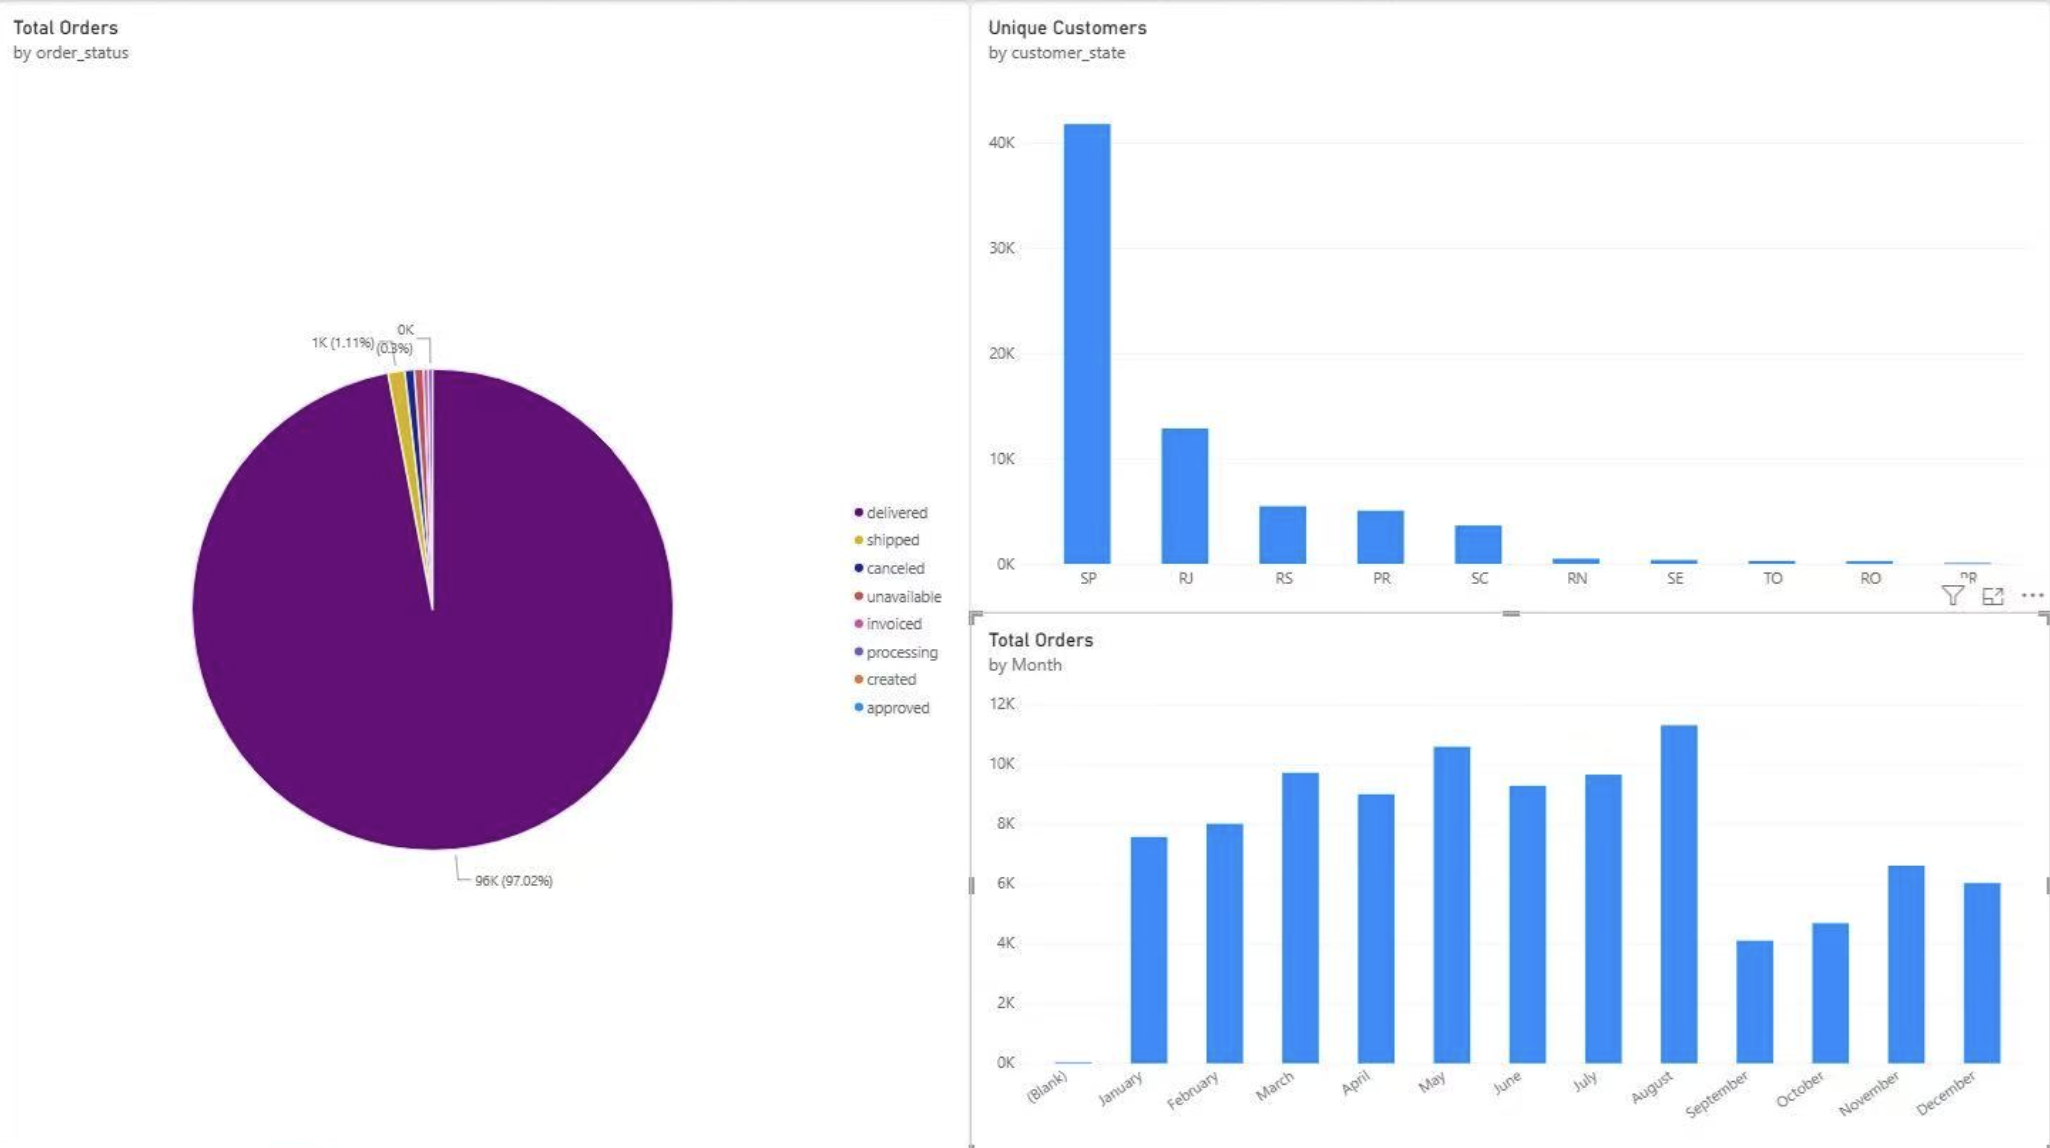 Total Orders
by order_status
0K
1K (1.11%)
(0.3%)
96K (97.02%)
delivered
shipped
canceled
unavailable
invoiced
processing
created
approved
Unique Customers
by customer_state
40K
30K
20K
10K
0K
SP RJ RS PR SC RN SE TO RO
Total Orders
by Month
12K
10K
8K
6K
4K
2K
0K
(Blank) January February March April May June July August September October November December